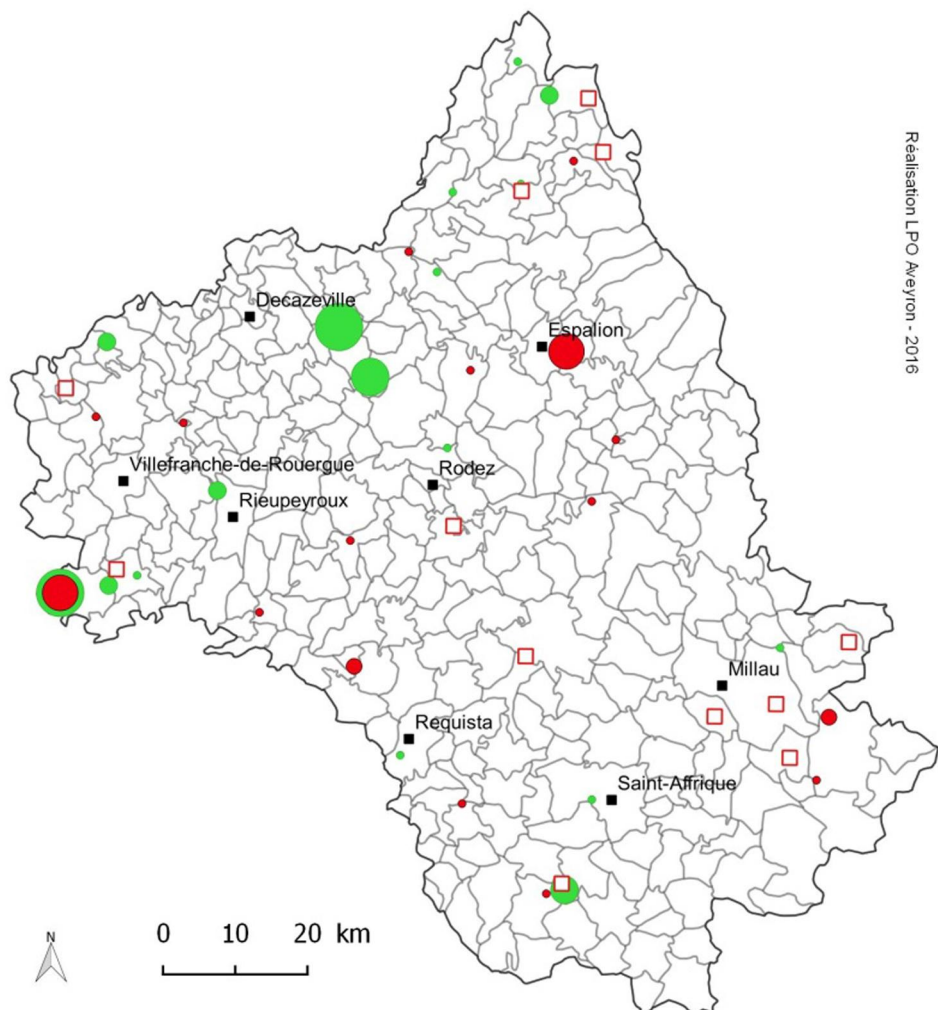 Réalisation LPO Aveyron - 2016
Decazeville
Espalion
Villefranche-de-Rouergue
Rodez
Rieupeyroux
Millau
Requista
Saint-Affrique
N
0 10 20 km